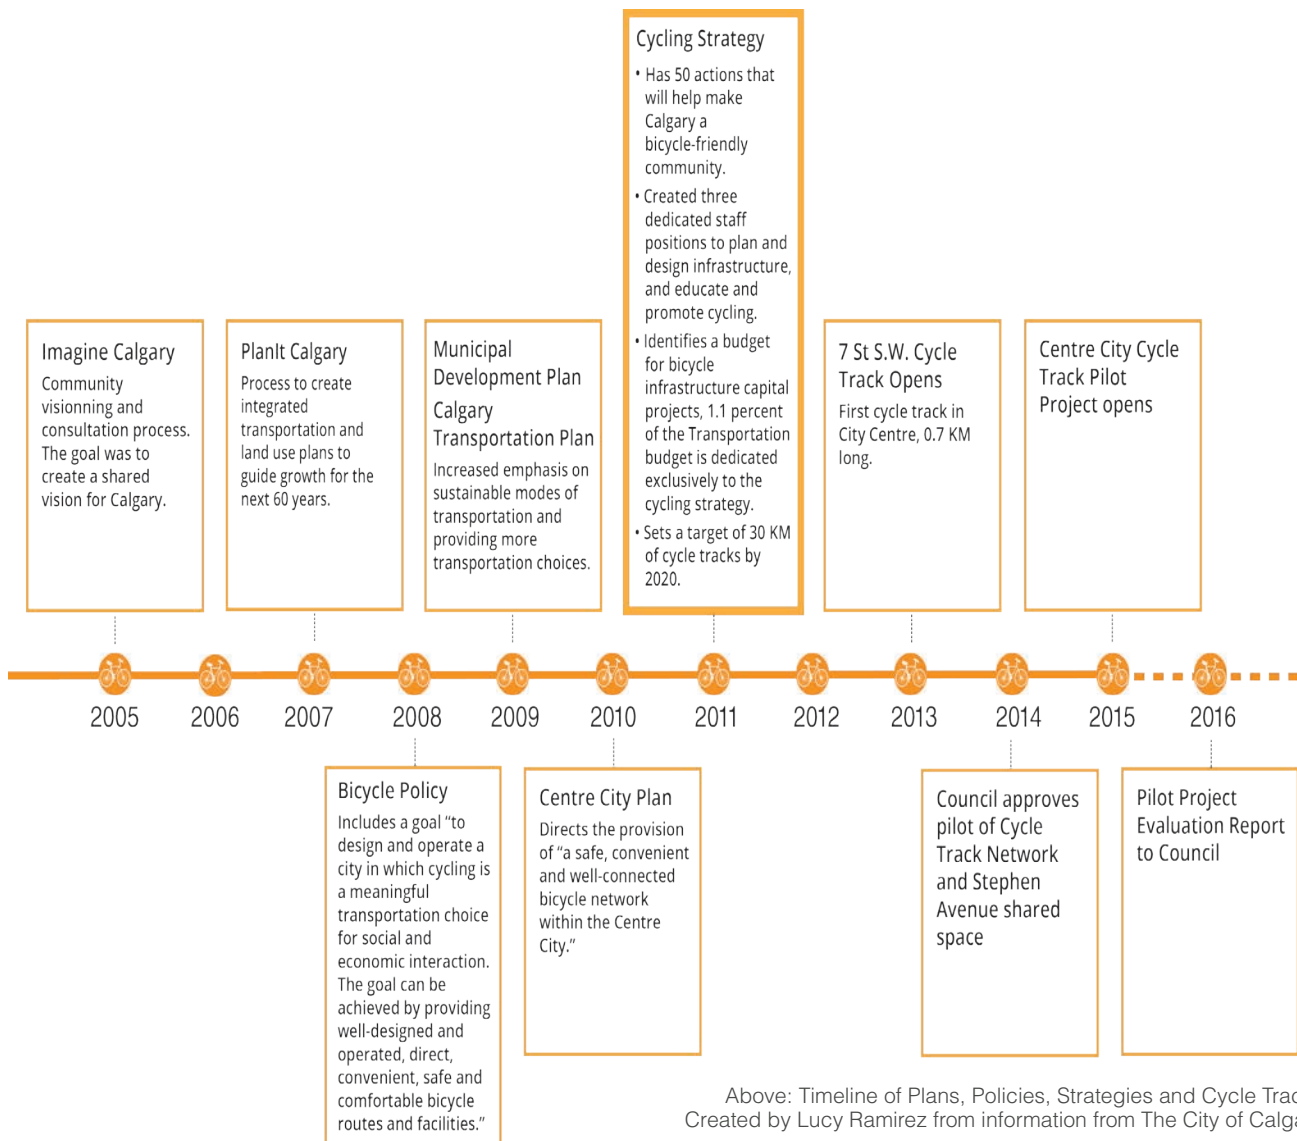 Cycling Strategy
• Has 50 actions that
will help make
Calgary a
bicycle-friendly
community.
• Created three
dedicated staff
positions to plan and
design infrastructure,
and educate and
promote cycling.
• Identifies a budget
for bicycle
infrastructure capital
projects, 1.1 percent
of the Transportation
budget is dedicated
exclusively to the
cycling strategy.
• Sets a target of 30 KM
of cycle tracks by
2020.
Imagine Calgary
Community
visionning and
consultation process.
The goal was to
create a shared
vision for Calgary.
PlanIt Calgary
Process to create
integrated
transportation and
land use plans to
guide growth for the
next 60 years.
Municipal
Development Plan
Calgary
Transportation Plan
Increased emphasis on
sustainable modes of
transportation and
providing more
transportation choices.
7 St S.W. Cycle
Track Opens
First cycle track in
City Centre, 0.7 KM
long.
Centre City Cycle
Track Pilot
Project opens
2005 2006 2007 2008 2009 2010 2011 2012 2013 2014 2015 2016
Bicycle Policy
Includes a goal “to
design and operate a
city in which cycling is
a meaningful
transportation choice
for social and
economic interaction.
The goal can be
achieved by providing
well-designed and
operated, direct,
convenient, safe and
comfortable bicycle
routes and facilities.”
Centre City Plan
Directs the provision
of “a safe, convenient
and well-connected
bicycle network
within the Centre
City.”
Council approves
pilot of Cycle
Track Network
and Stephen
Avenue shared
space
Pilot Project
Evaluation Report
to Council
Above: Timeline of Plans, Policies, Strategies and Cycle
Created by Lucy Ramirez from information from The City of